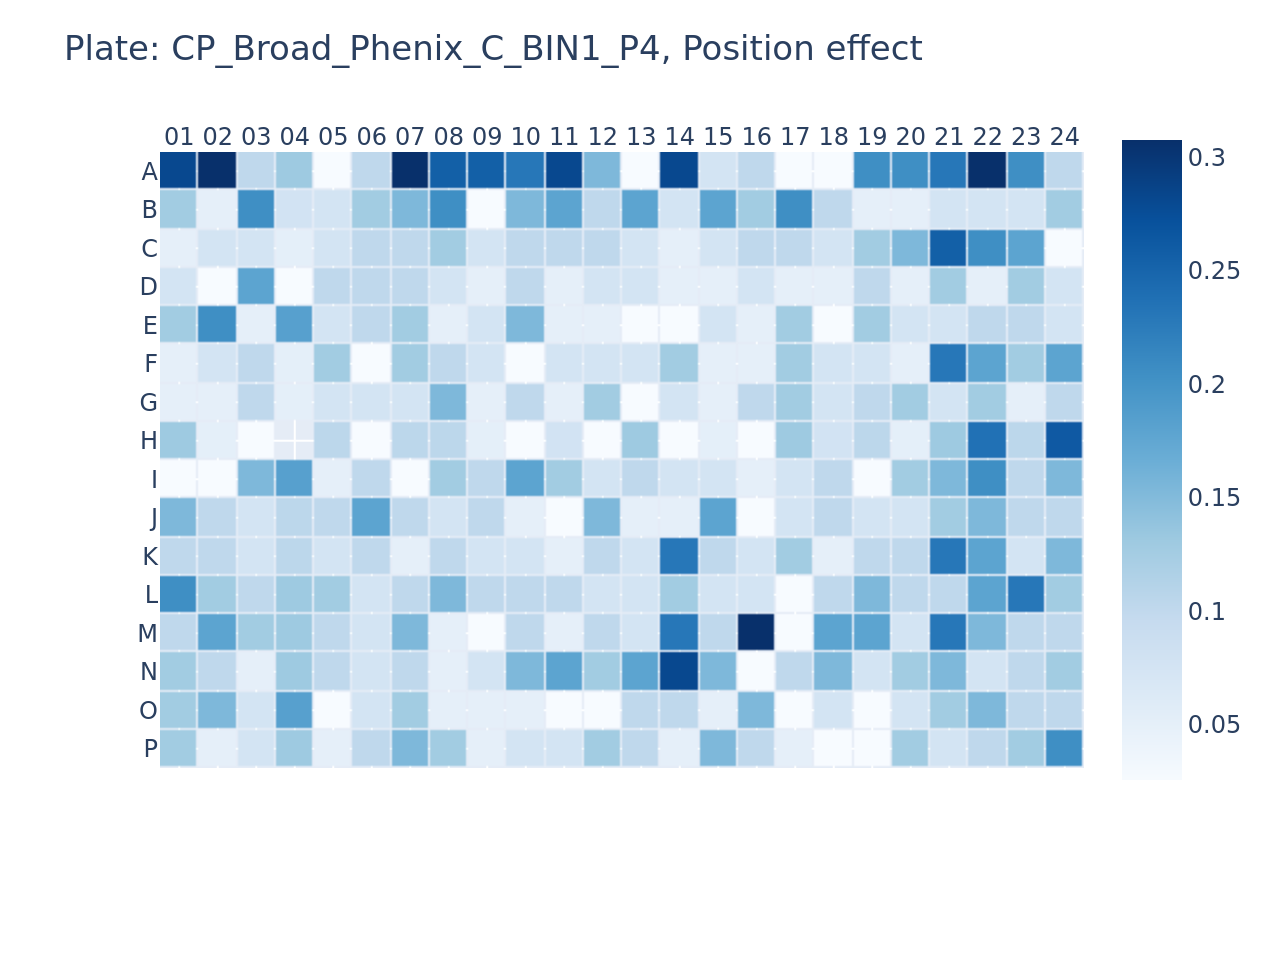 Plate: CP_Broad_Phenix_C_BIN1_P4, Position effect
01 02 03 04 05 06 07 08 09 10 11 12 13 14 15 16 17 18 19 20 21 22 23 24
A
B
C
D
E
F
G
H
I
J
K
L
M
N
O
P
0.3
0.25
0.2
0.15
0.1
0.05